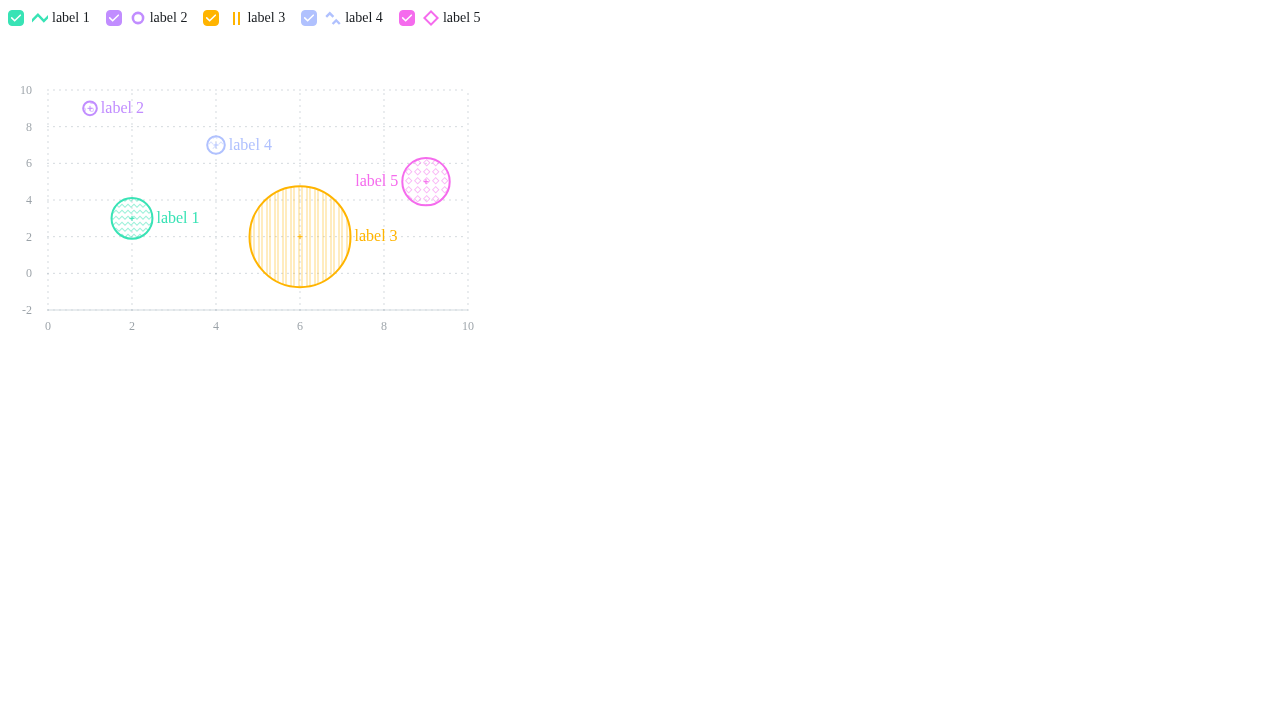 label 1 label 2 label 3 label 4 label 5
10
label 2
8
label 4
6
label 5
4
label 1
2
label 3
0
-2
0 2 4 6 8 10